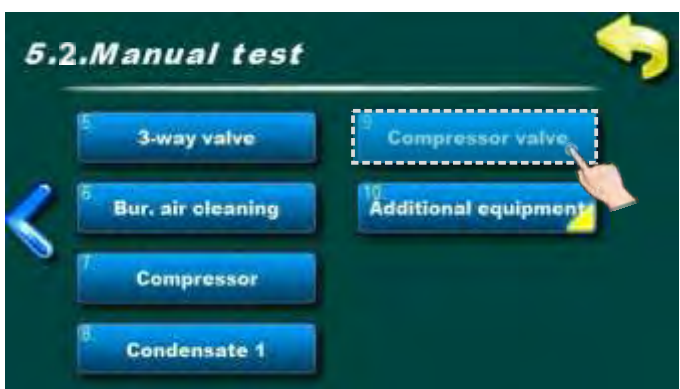 5.2.Manual test
5
3-way valve
6
Bur. air cleaning
7
Compressor
8.
Condensate 1
9
Compressor valve
10.
Additional equipment